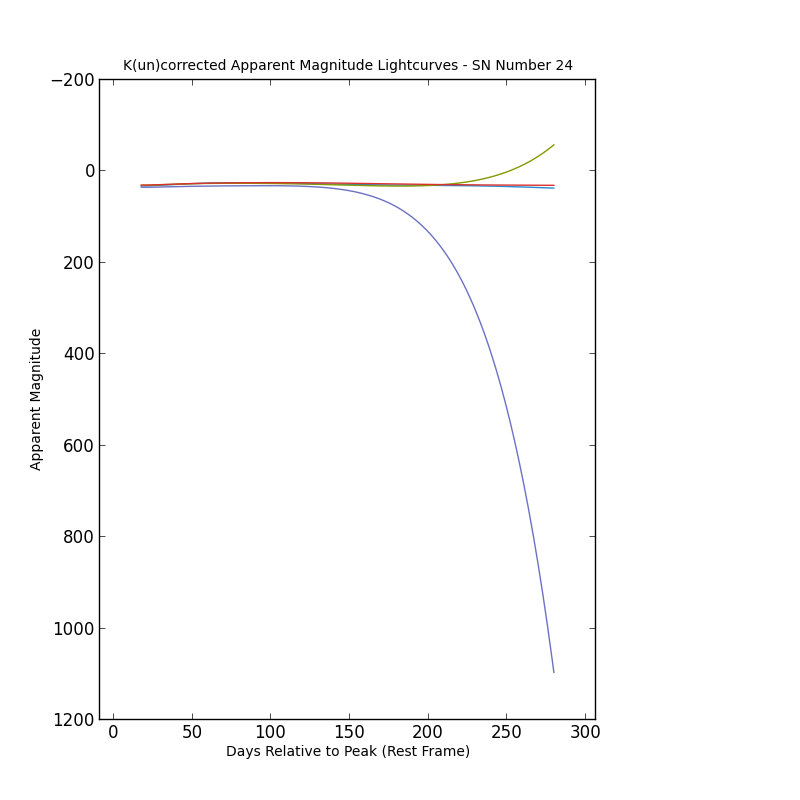 K(un)corrected Apparent Magnitude Lightcurves - SN Number 24
−200
0
200
400
600
800
1000
1200
Apparent Magnitude
0 50 100 150 200 250 300
Days Relative to Peak (Rest Frame)